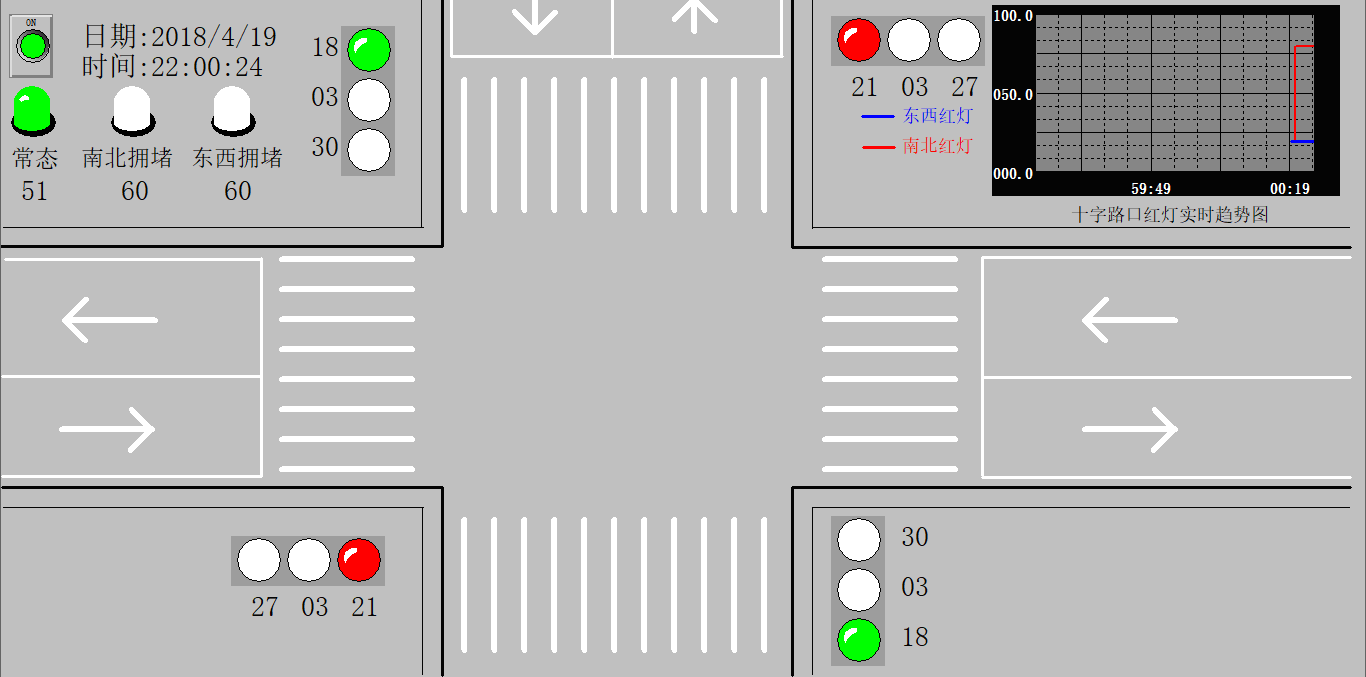 ON
日期:2018/4/19
时间:22:00:24
18
03
30
常态 南北拥堵 东西拥堵
51 60 60
21 03 27
东西红灯
南北红灯
100.0
050.0
000.0
59:49 00:19
十字路口红灯实时趋势图
27 03 21
30
03
18